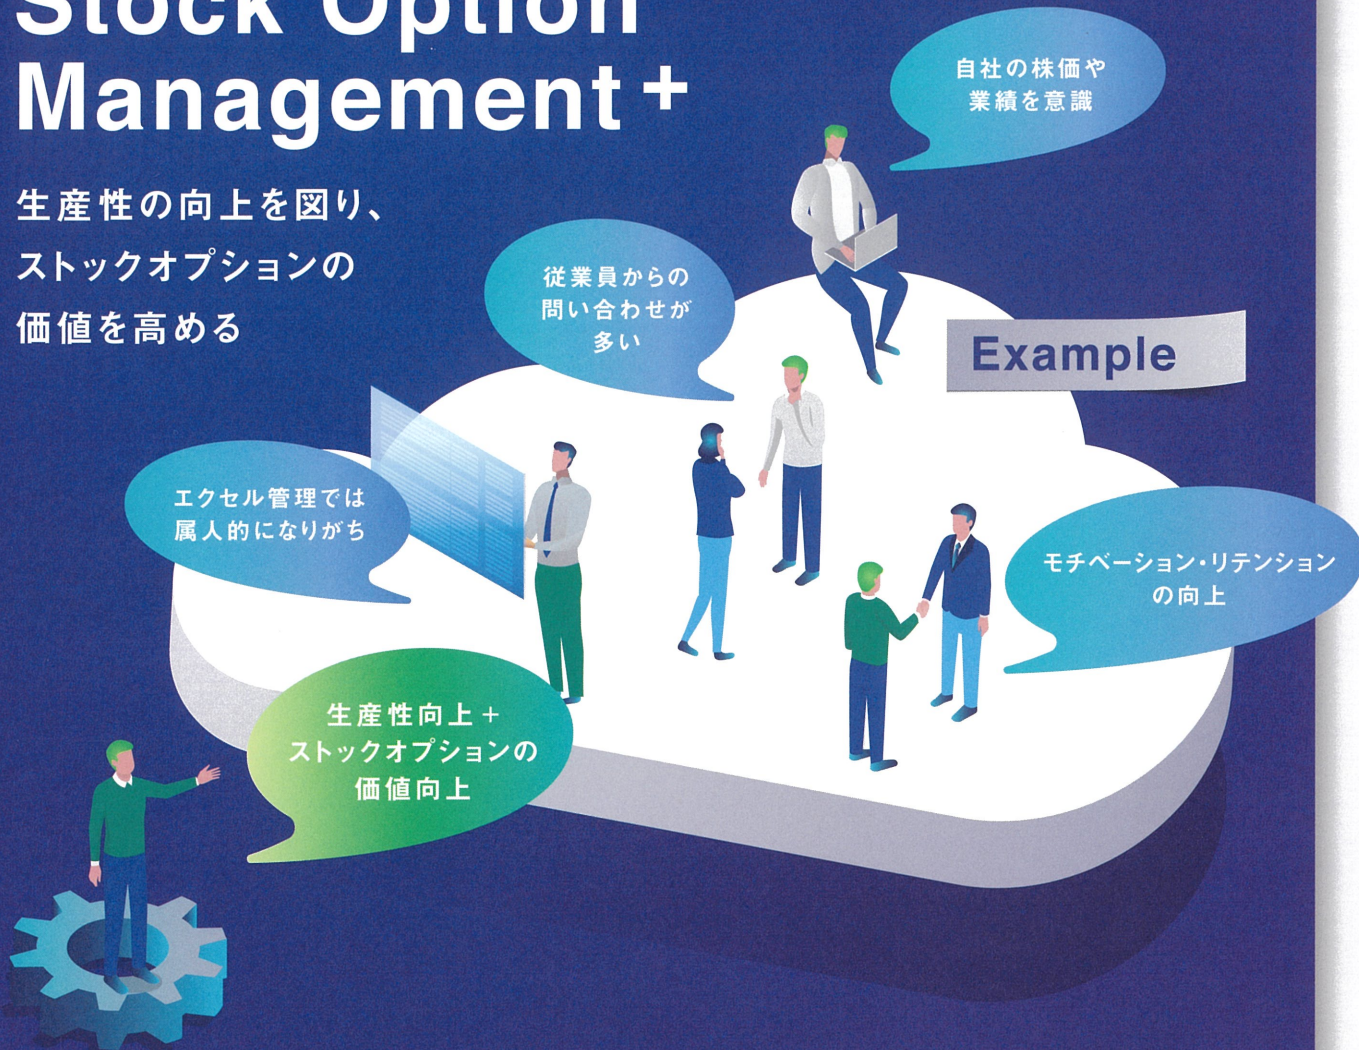 Stock Option
Management+
生産性の向上を図り、
ストックオプションの
価値を高める
自社の株価や
業績を意識
従業員からの
問い合わせが
多い
Example
エクセル管理では
属人的になりがち
モチベーション・リテンション
の向上
生産性向上+
ストックオプションの
価値向上